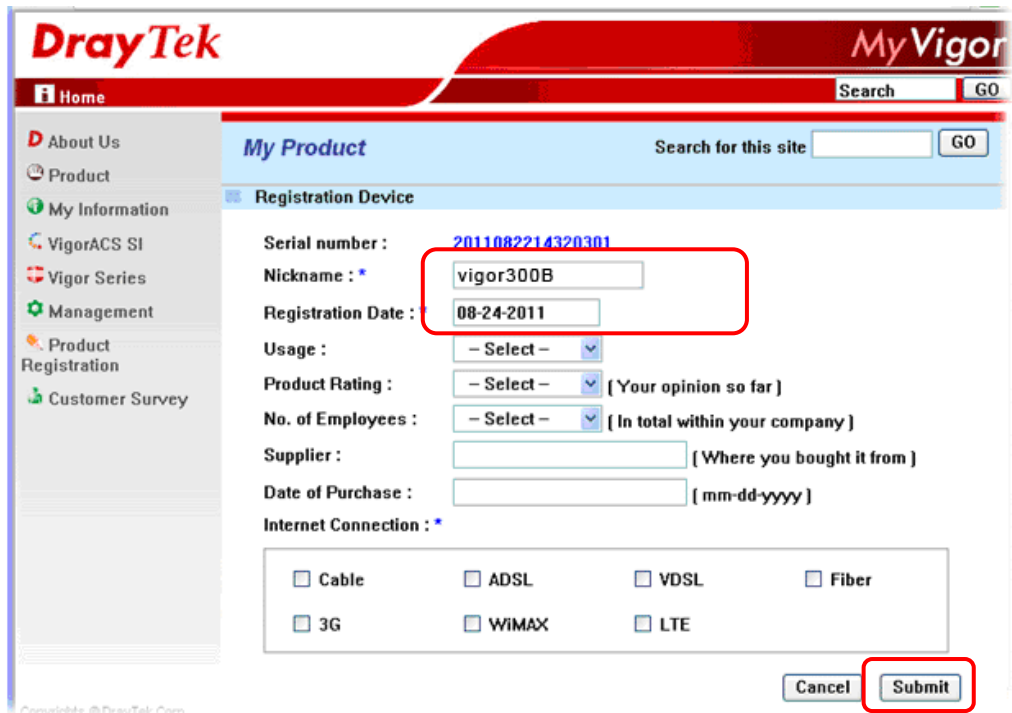 DrayTek
MyVigor
Home
Search GO
About Us
Product
My Information
VigorACS SI
Vigor Series
Management
Product
Registration
Customer Survey
My Product
Search for this site GO
Registration Device
Serial number : 2011082214320301
Nickname : * vigor300B
Registration Date : * 08-24-2011
Usage : – Select –
Product Rating : – Select – ( Your opinion so far )
No. of Employees : – Select – ( In total within your company )
Supplier : ( Where you bought it from )
Date of Purchase : ( mm-dd-yyyy )
Internet Connection : *
Cable ADSL VDSL Fiber
3G WiMAX LTE
Cancel Submit
Copyrights © DrayTek Corp.